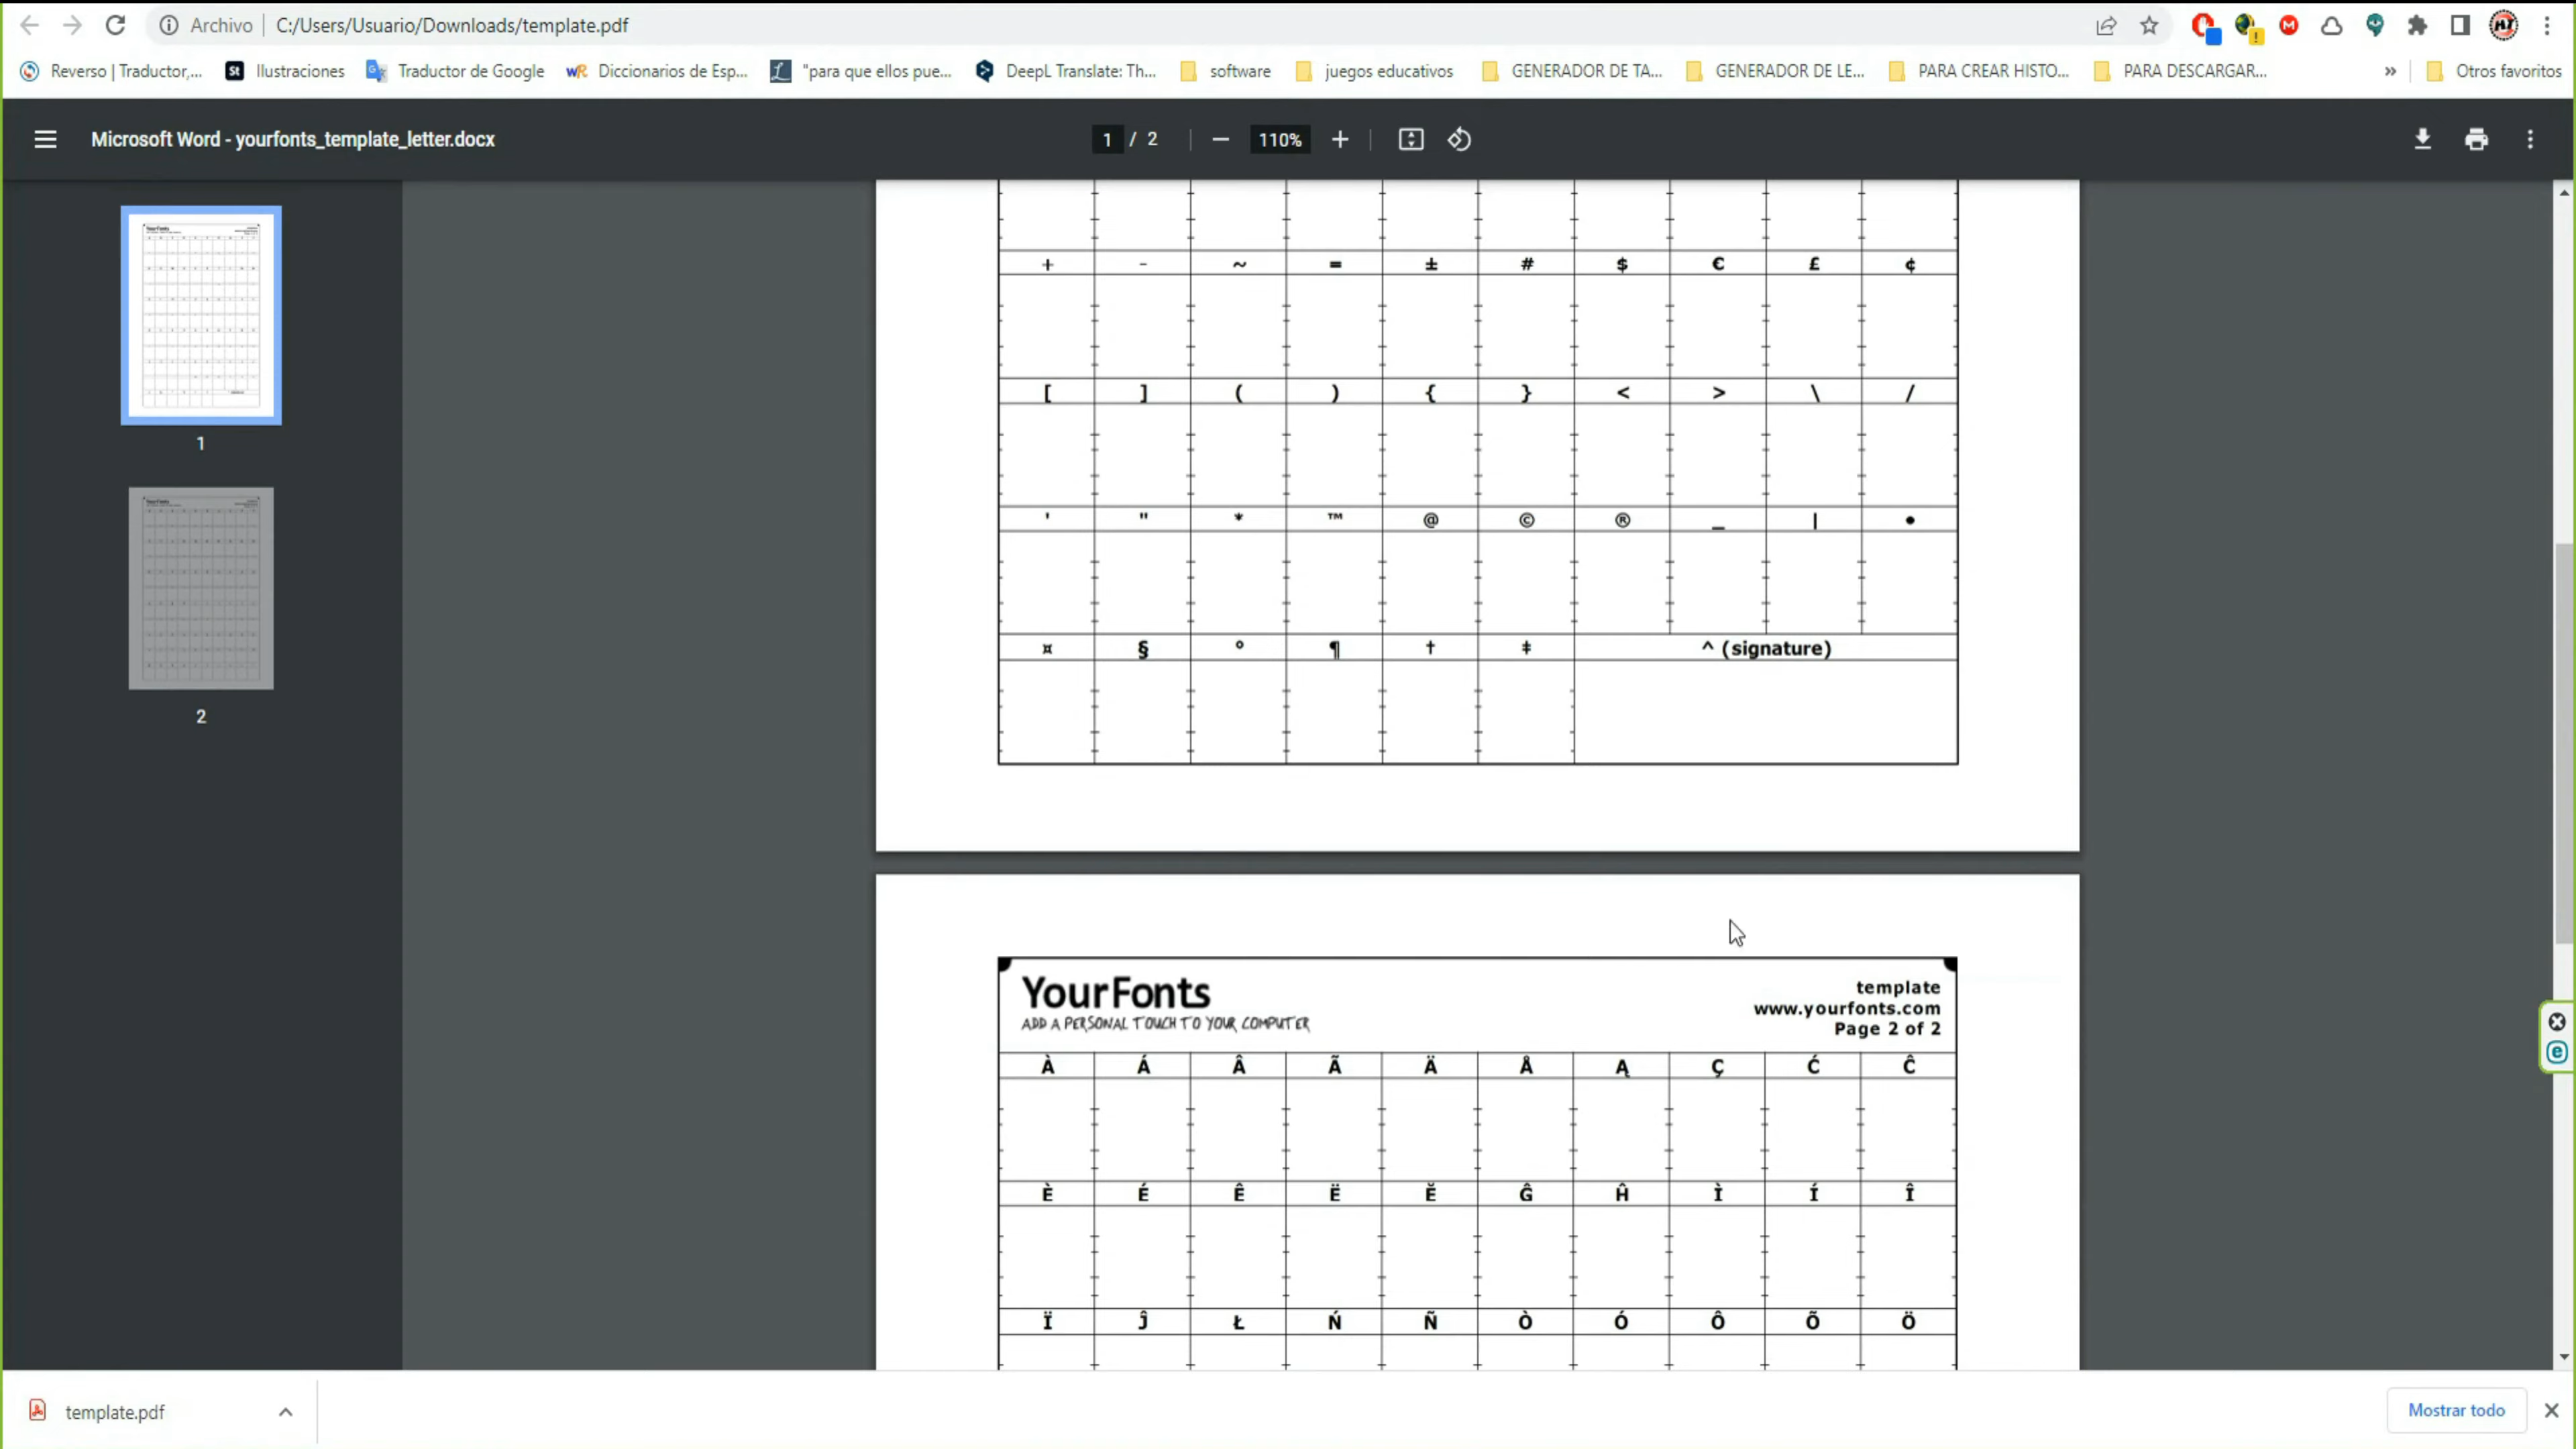 Archivo C:/Users/Usuario/Downloads/template.pdf
Reverso | Traductor,... Ilustraciones Traductor de Google Diccionarios de Esp... "para que ellos pue... DeepL Translate: Th... software juegos educativos GENERADOR DE TA... GENERADOR DE LE... PARA CREAR HISTO... PARA DESCARGAR... » Otros favoritos
Microsoft Word - yourfonts_template_letter.docx 1 / 2 110%
1
2
+ - ~ = ± # $ € £ ¢
[ ] ( ) { } < > \ /
' " * ™ @ © ® _ | •
¤ § º ¶ † ‡ ^ (signature)
YourFonts
ADD A PERSONAL TOUCH TO YOUR COMPUTER
template
www.yourfonts.com
Page 2 of 2
À Á Â Ã Ä Å Ą Ç Ć Ĉ
È É Ê Ë Ĕ Ĝ Ĥ Ì Í Î
Ï Ĵ Ł Ń Ñ Ò Ó Ô Õ Ö
template.pdf
Mostrar todo